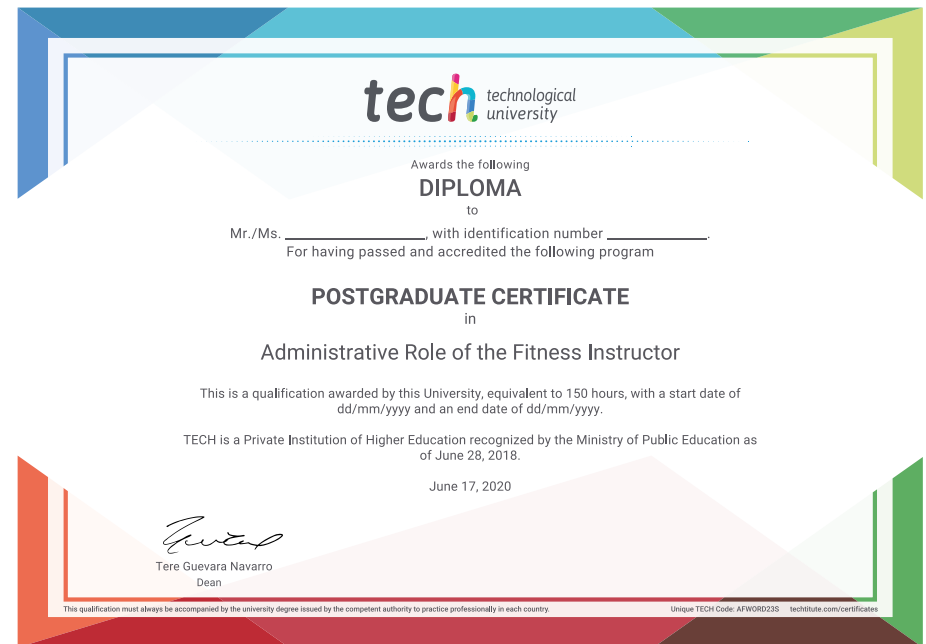 tech technological
university
Awards the following
DIPLOMA
to
Mr./Ms. ____________________, with identification number ______________.
For having passed and accredited the following program
POSTGRADUATE CERTIFICATE
in
Administrative Role of the Fitness Instructor
This is a qualification awarded by this University, equivalent to 150 hours, with a start date of
dd/mm/yyyy and an end date of dd/mm/yyyy.
TECH is a Private Institution of Higher Education recognized by the Ministry of Public Education as
of June 28, 2018.
June 17, 2020
Tere Guevara Navarro
Dean
This qualification must always be accompanied by the university degree issued by the competent authority to practice professionally in each country. Unique TECH Code: AFWORD23S techtitute.com/certificates